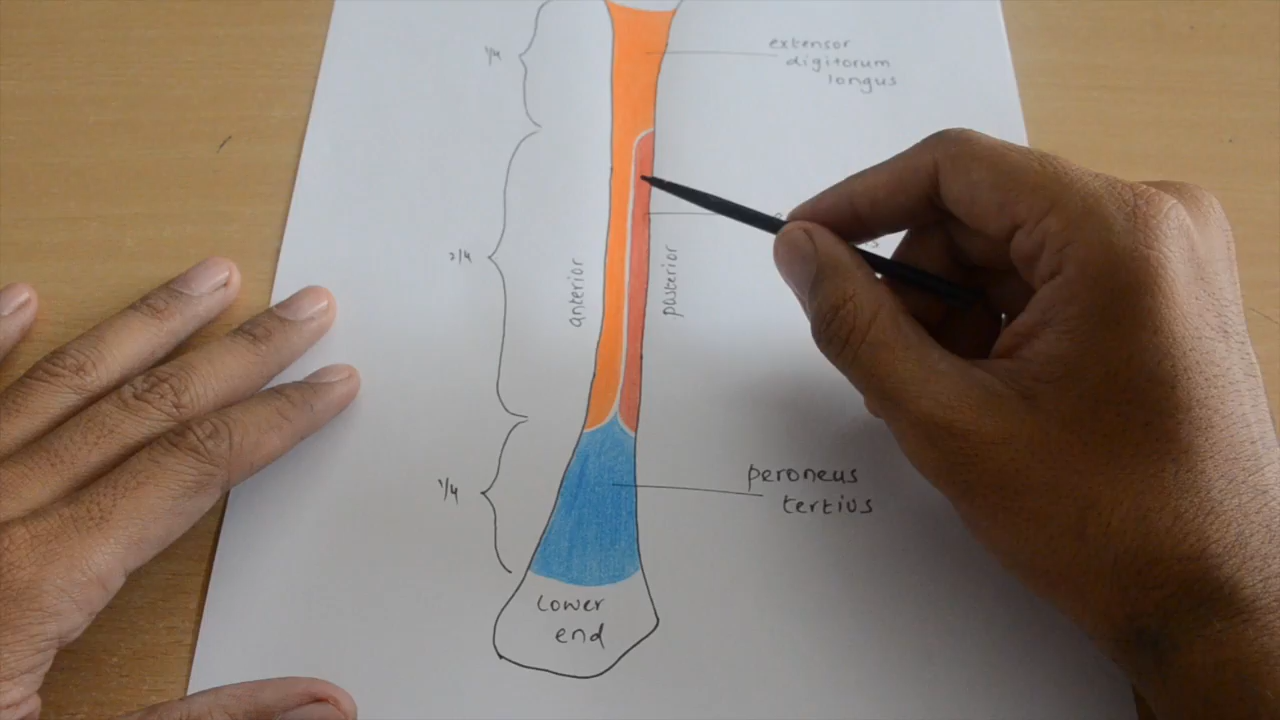 1/4
extensor
digitorum
longus
2/4
anterior
posterior
1/4
peroneus
tertius
Lower
end